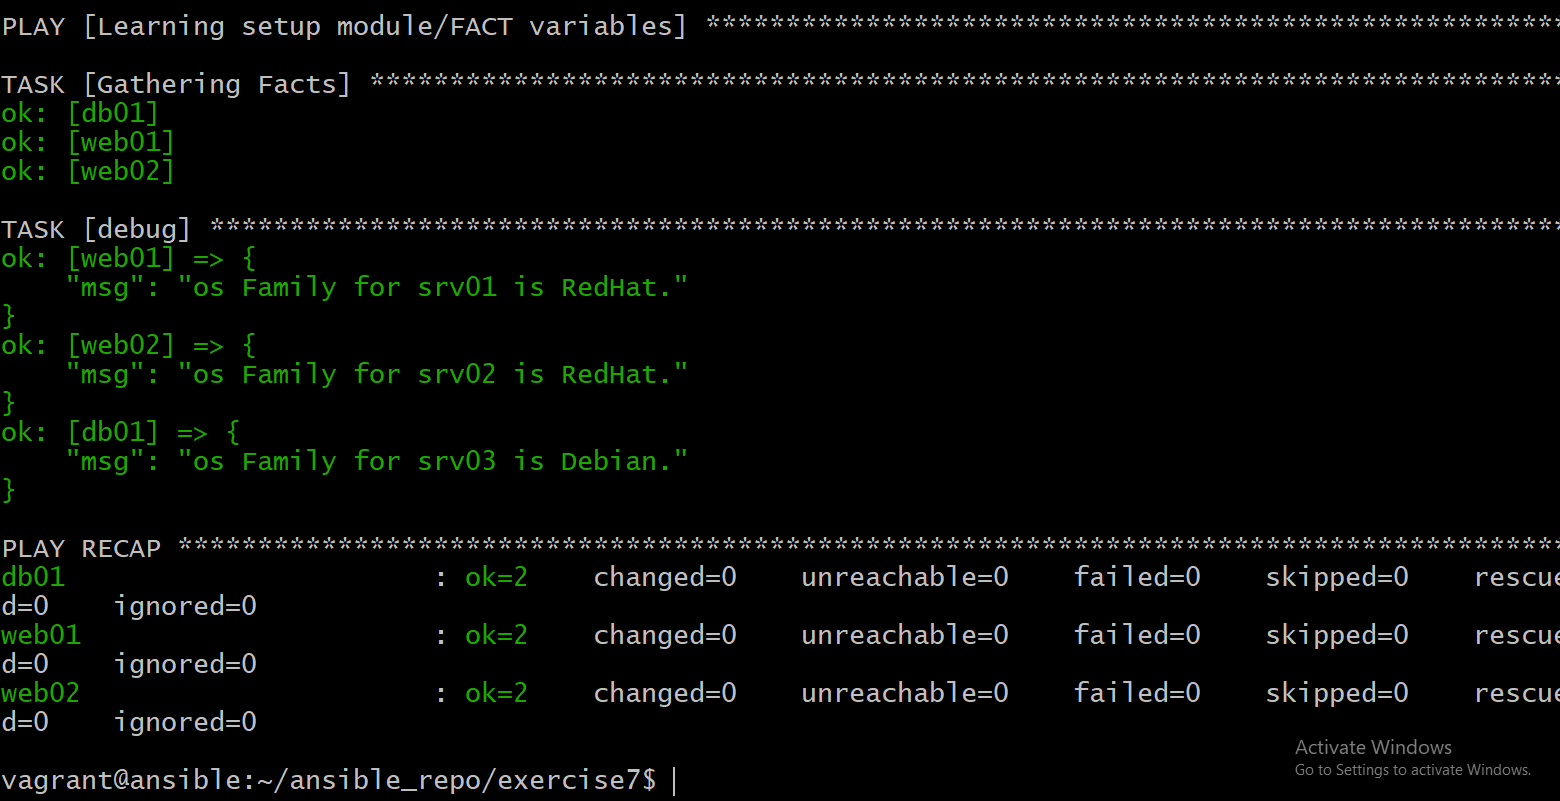 PLAY [Learning setup module/FACT variables] ******************************************************
TASK [Gathering Facts] ***************************************************************************
ok: [db01]
ok: [web01]
ok: [web02]
TASK [debug] *************************************************************************************
ok: [web01] => {
    "msg": "os Family for srv01 is RedHat."
}
ok: [web02] => {
    "msg": "os Family for srv02 is RedHat."
}
ok: [db01] => {
    "msg": "os Family for srv03 is Debian."
}
PLAY RECAP ***************************************************************************************
db01                       : ok=2    changed=0    unreachable=0    failed=0    skipped=0    rescue
d=0    ignored=0
web01                      : ok=2    changed=0    unreachable=0    failed=0    skipped=0    rescue
d=0    ignored=0
web02                      : ok=2    changed=0    unreachable=0    failed=0    skipped=0    rescue
d=0    ignored=0
Activate Windows
Go to Settings to activate Windows.
vagrant@ansible:~/ansible_repo/exercise7$